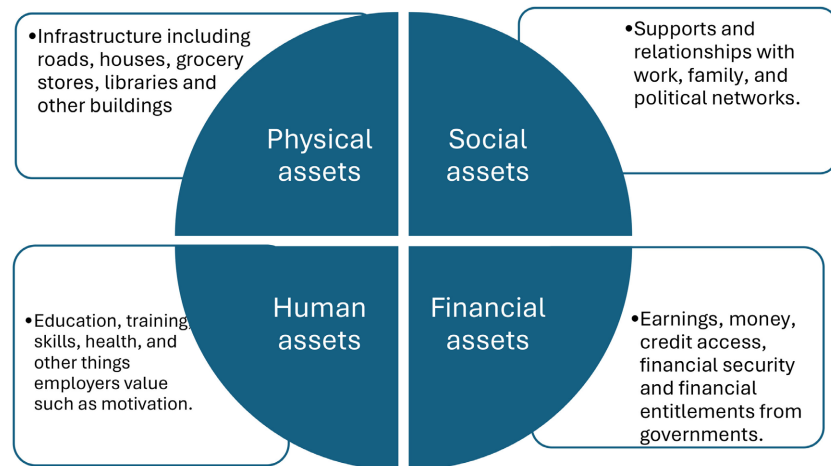 •Infrastructure including
roads, houses, grocery
stores, libraries and
other buildings
Physical
assets
Social
assets
•Supports and
relationships with
work, family, and
political networks.
•Education, training,
skills, health, and
other things
employers value
such as motivation.
Human
assets
Financial
assets
•Earnings, money,
credit access,
financial security
and financial
entitlements from
governments.